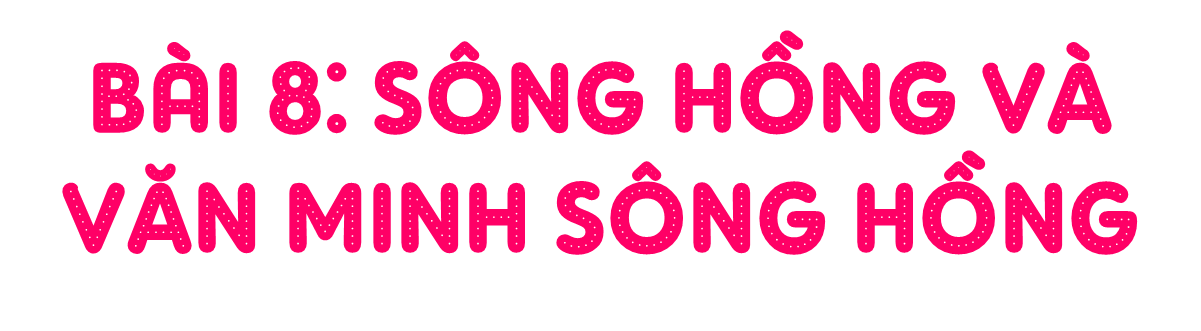 BÀI 8: SÔNG HỒNG VÀ
VĂN MINH SÔNG HỒNG